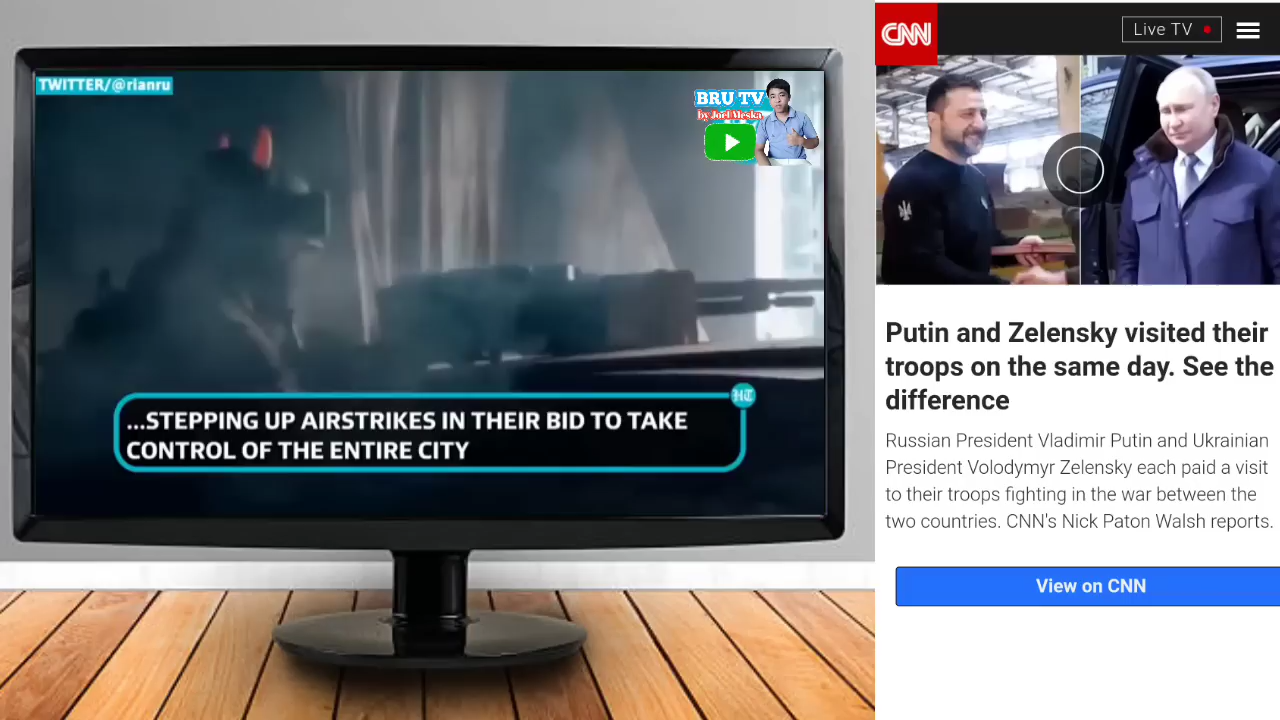 TWITTER/@rianru
BRU TV
by Joel Meska
...STEPPING UP AIRSTRIKES IN THEIR BID TO TAKE
CONTROL OF THE ENTIRE CITY
HT
CNN
Live TV
Putin and Zelensky visited their
troops on the same day. See the
difference
Russian President Vladimir Putin and Ukrainian
President Volodymyr Zelensky each paid a visit
to their troops fighting in the war between the
two countries. CNN's Nick Paton Walsh reports.
View on CNN